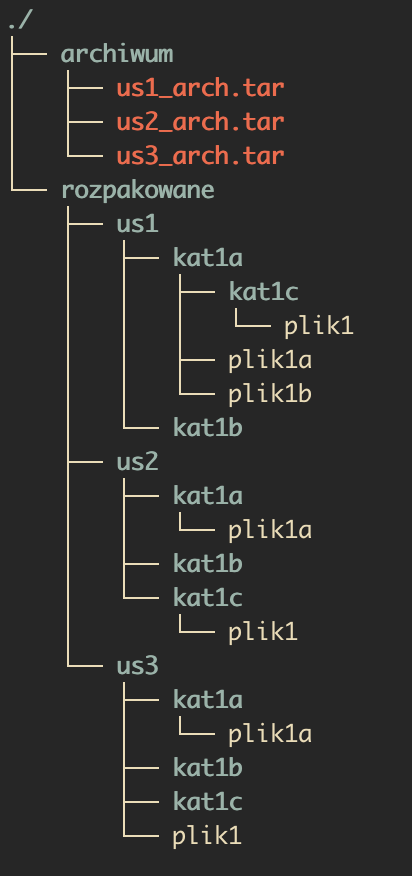 ./
archiwum
us1_arch.tar
us2_arch.tar
us3_arch.tar
rozpakowane
us1
kat1a
kat1c
plik1
plik1a
plik1b
kat1b
us2
kat1a
plik1a
kat1b
kat1c
plik1
us3
kat1a
plik1a
kat1b
kat1c
plik1